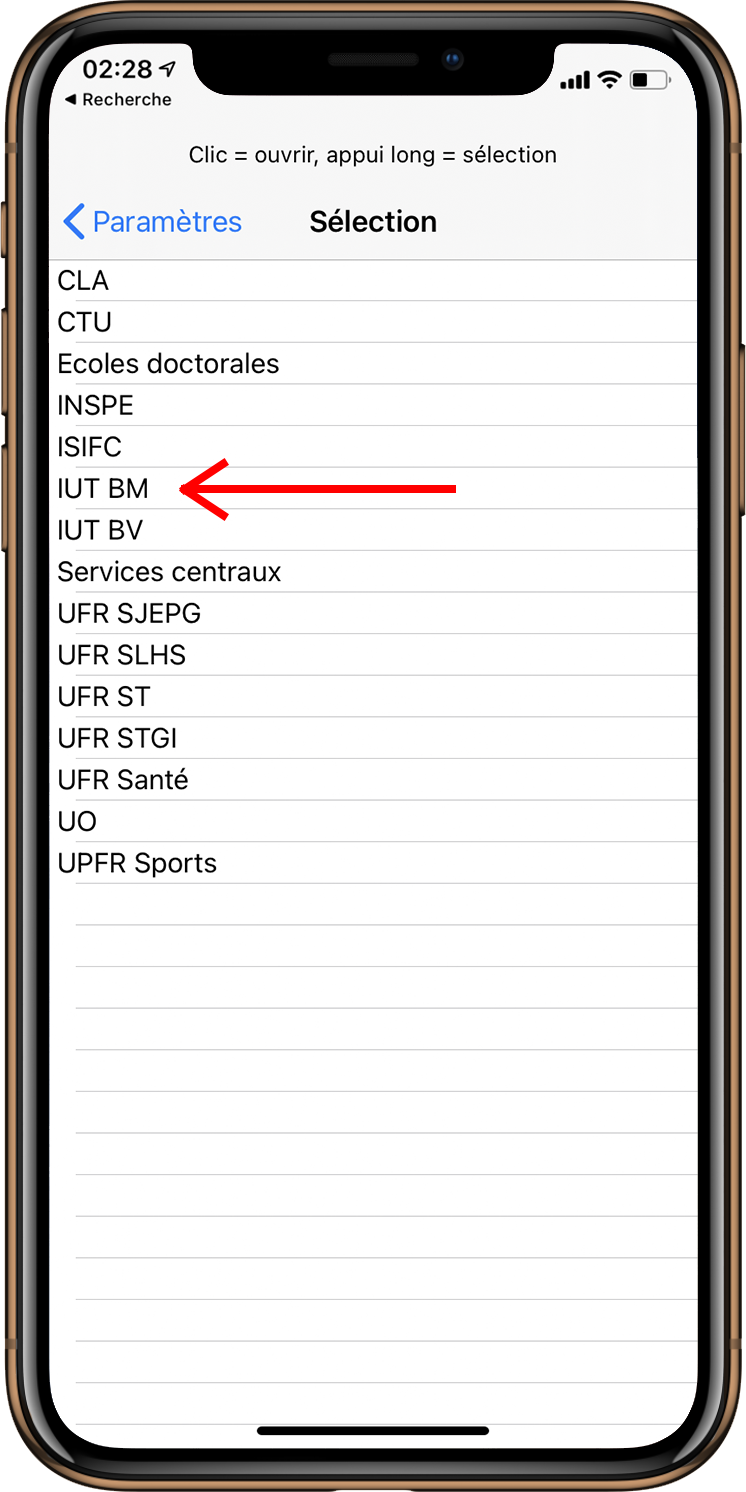 02:28
◀ Recherche
Clic = ouvrir, appui long = sélection
Paramètres
Sélection
CLA
CTU
Ecoles doctorales
INSPE
ISIFC
IUT BM
IUT BV
Services centraux
UFR SJEPG
UFR SLHS
UFR ST
UFR STGI
UFR Santé
UO
UPFR Sports